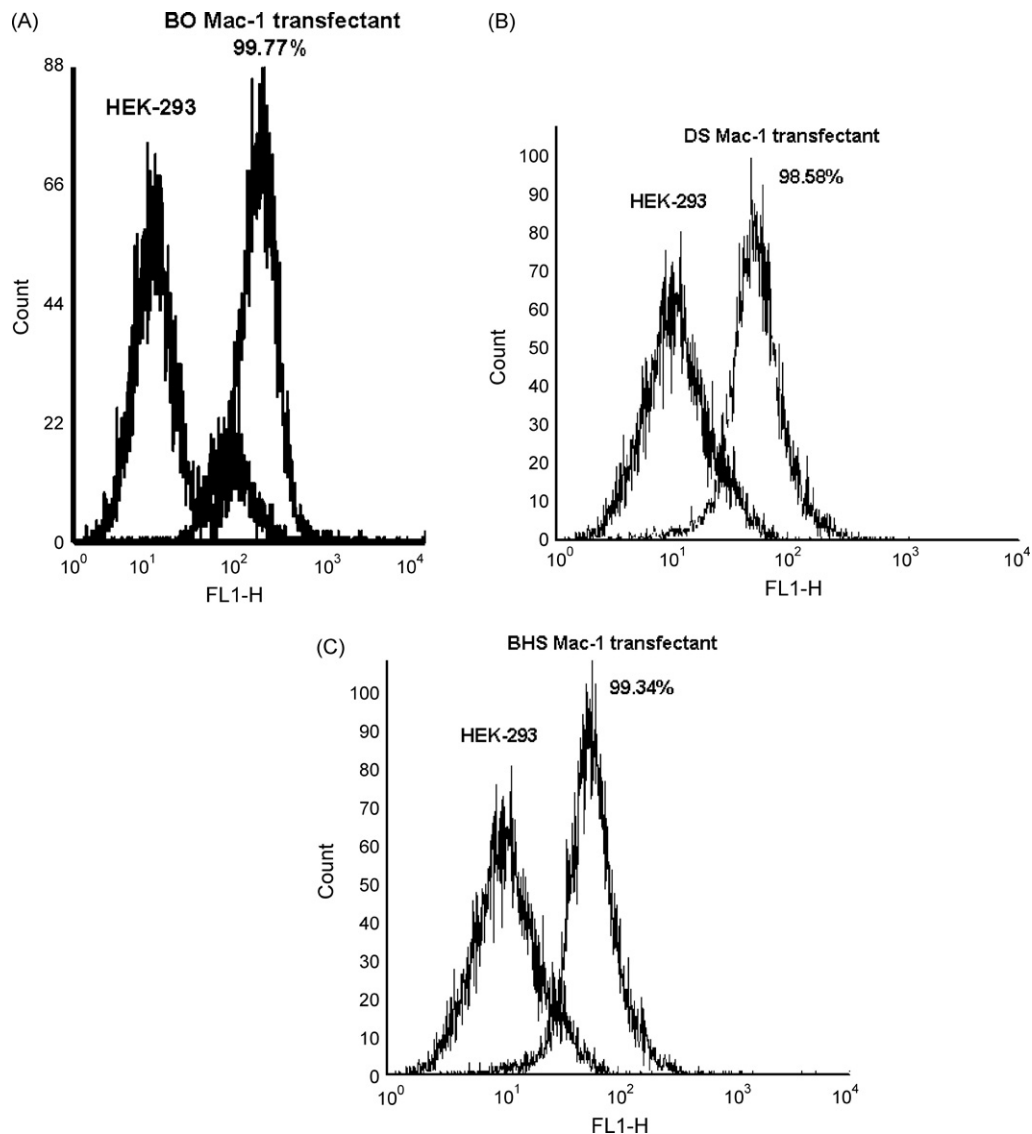 (A)
BO Mac-1 transfectant
99.77%
HEK-293
88
66
44
22
0
Count
10^0 10^1 10^2 10^3 10^4
FL1-H
(B)
DS Mac-1 transfectant
98.58%
HEK-293
100
90
80
70
60
50
40
30
20
10
0
Count
10^0 10^1 10^2 10^3 10^4
FL1-H
(C)
BHS Mac-1 transfectant
99.34%
HEK-293
100
90
80
70
60
50
40
30
20
10
0
Count
10^0 10^1 10^2 10^3 10^4
FL1-H